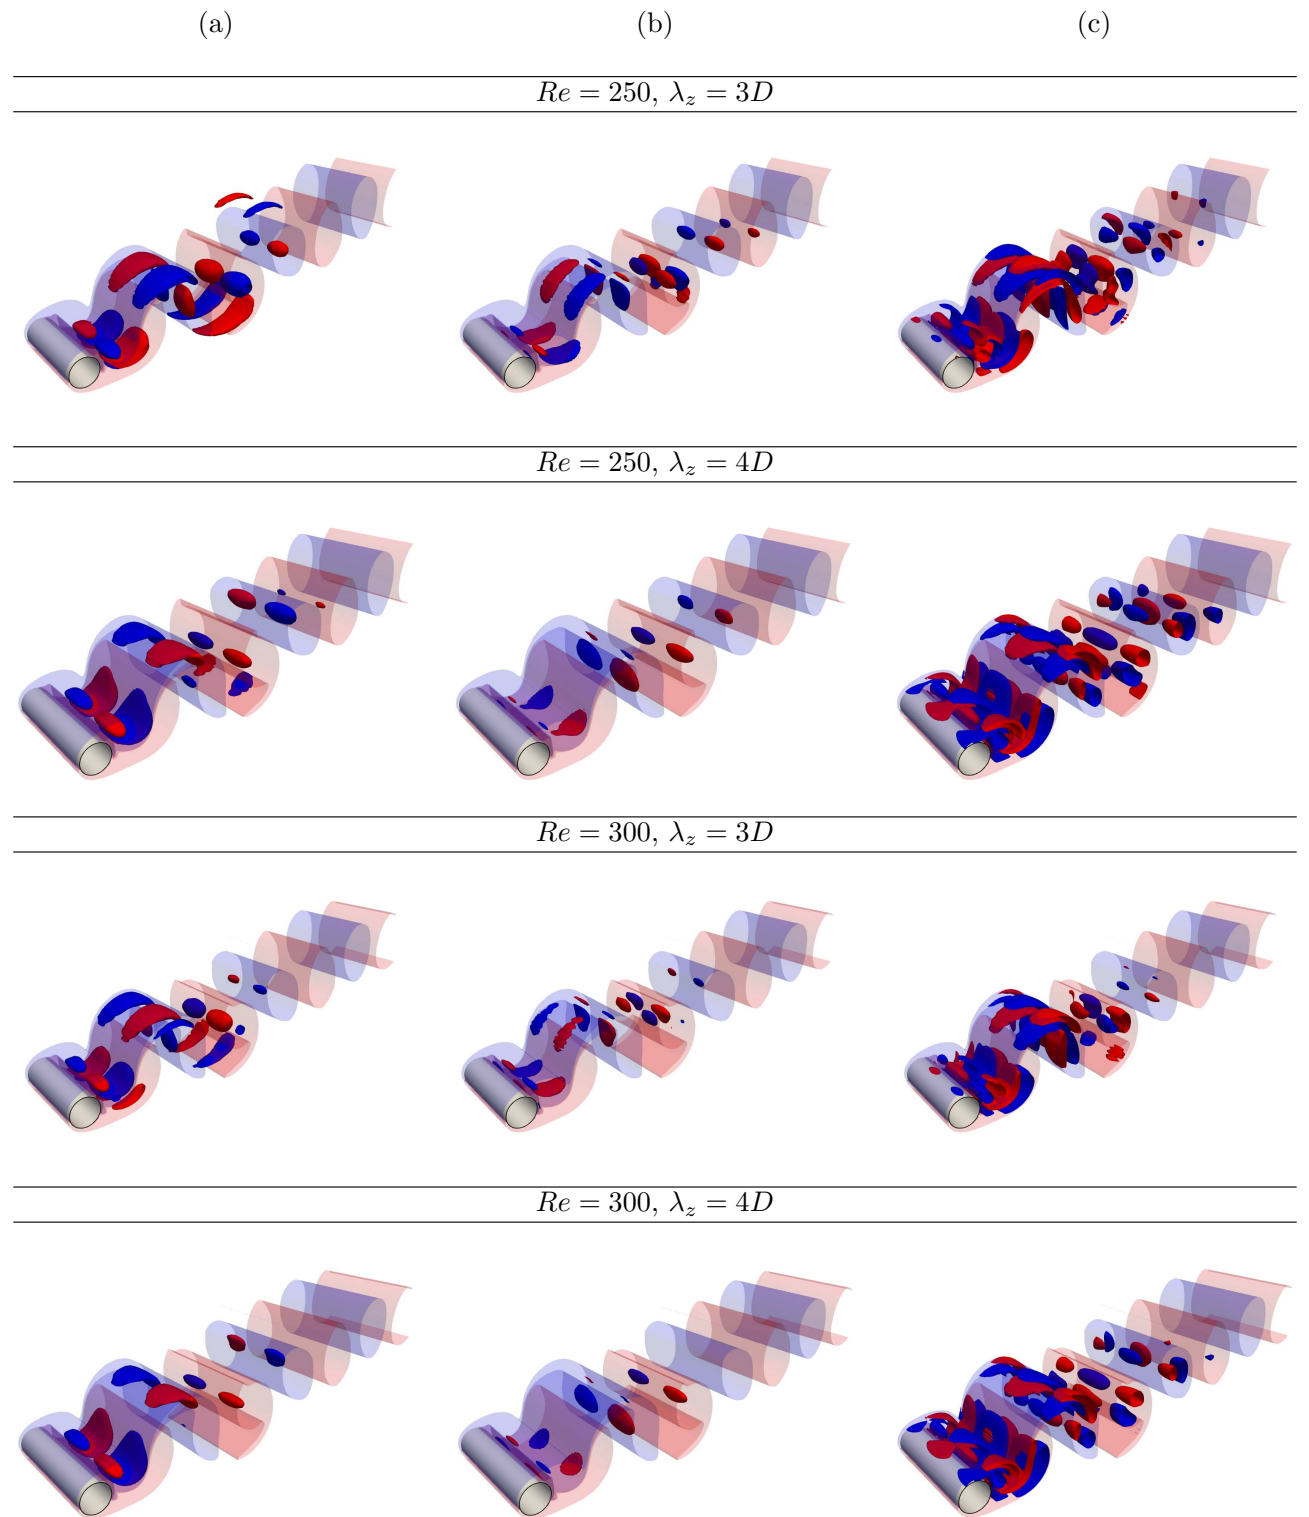 (a) (b) (c)
Re = 250, λ_z = 3D
Re = 250, λ_z = 4D
Re = 300, λ_z = 3D
Re = 300, λ_z = 4D